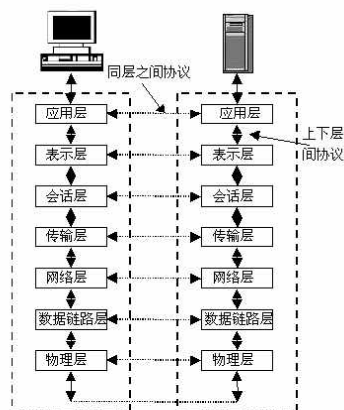 同层之间协议
应用层 应用层
上下层
间协议
表示层 表示层
会话层 会话层
传输层 传输层
网络层 网络层
数据链路层 数据链路层
物理层 物理层